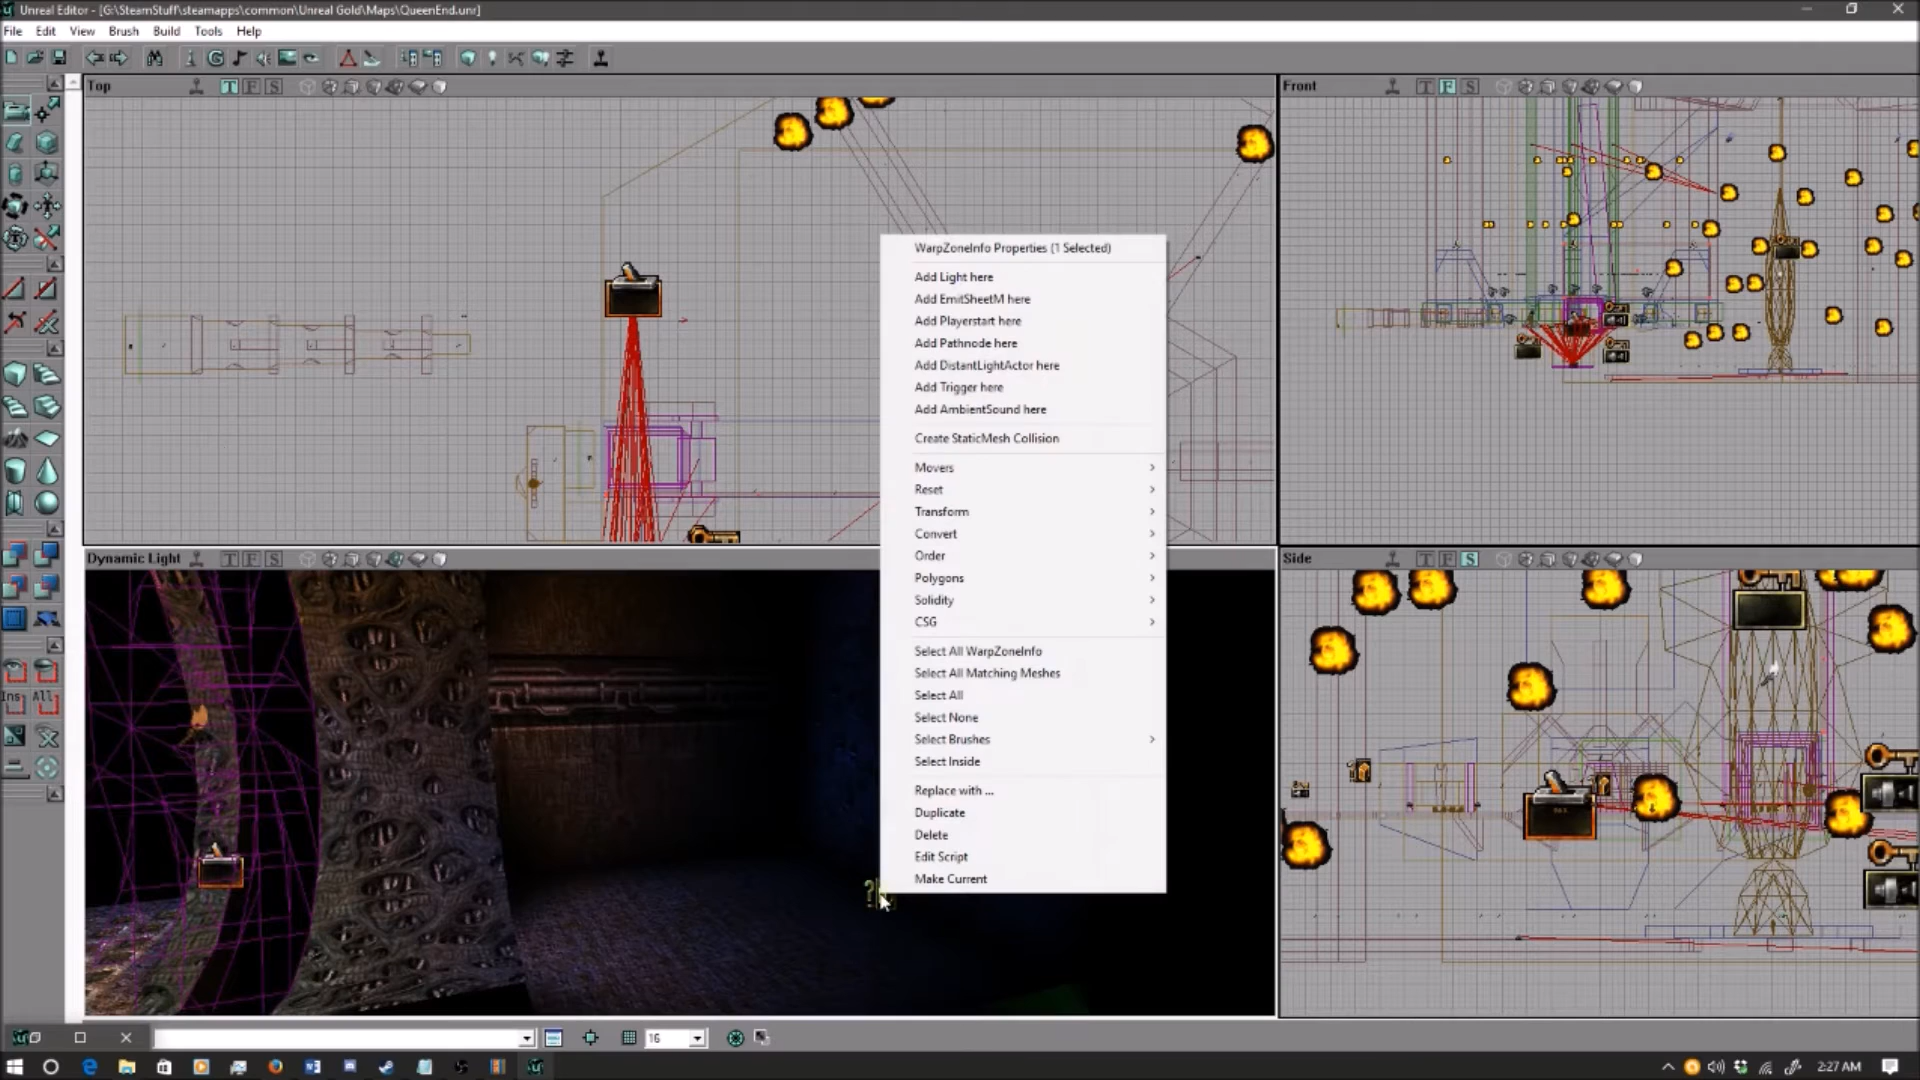 Unreal Editor - [G:\SteamStuff\steamapps\common\Unreal Gold\Maps\QueenEnd.unr]
File Edit View Brush Build Tools Help
Top T F S
Front T F S
WarpZoneInfo Properties (1 Selected)
Add Light here
Add EmitSheetM here
Add Playerstart here
Add Pathnode here
Add DistantLightActor here
Add Trigger here
Add AmbientSound here
Create StaticMesh Collision
Movers
Reset
Transform
Convert
Order
Polygons
Solidity
CSG
Select All WarpZoneInfo
Select All Matching Meshes
Select All
Select None
Select Brushes
Select Inside
Replace with ...
Duplicate
Delete
Edit Script
Make Current
Dynamic Light T F S
Side T F S
Ins All
16
2:27 AM